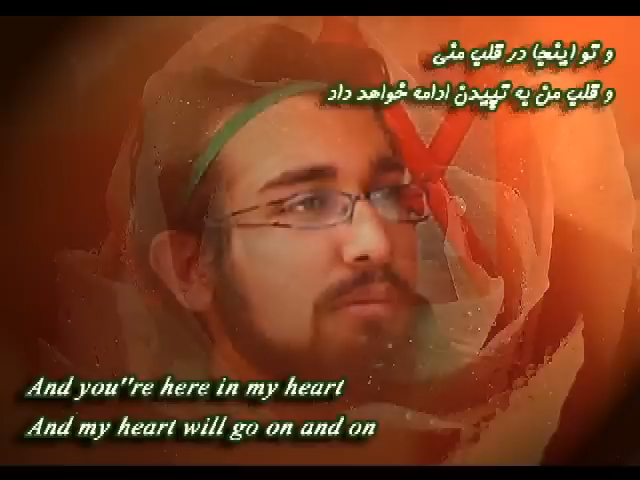 و تو اینجا در قلب منی
و قلب من به تپیدن ادامه خواهد داد
And you"re here in my heart
And my heart will go on and on